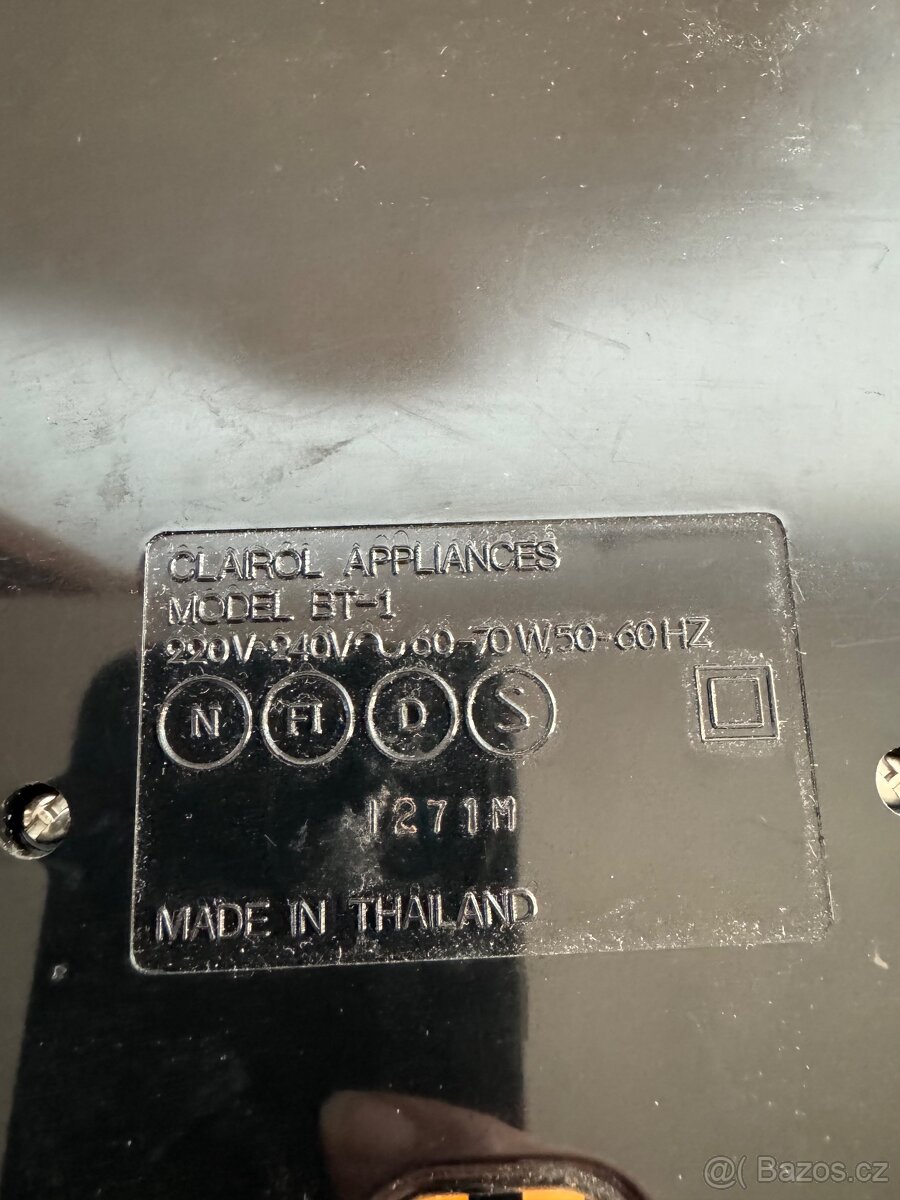 CLAIROL APPLIANCES
MODEL BT-1
220V-240V~60-70W,50-60HZ
N FI D S
1271M
MADE IN THAILAND
@( Bazos.cz